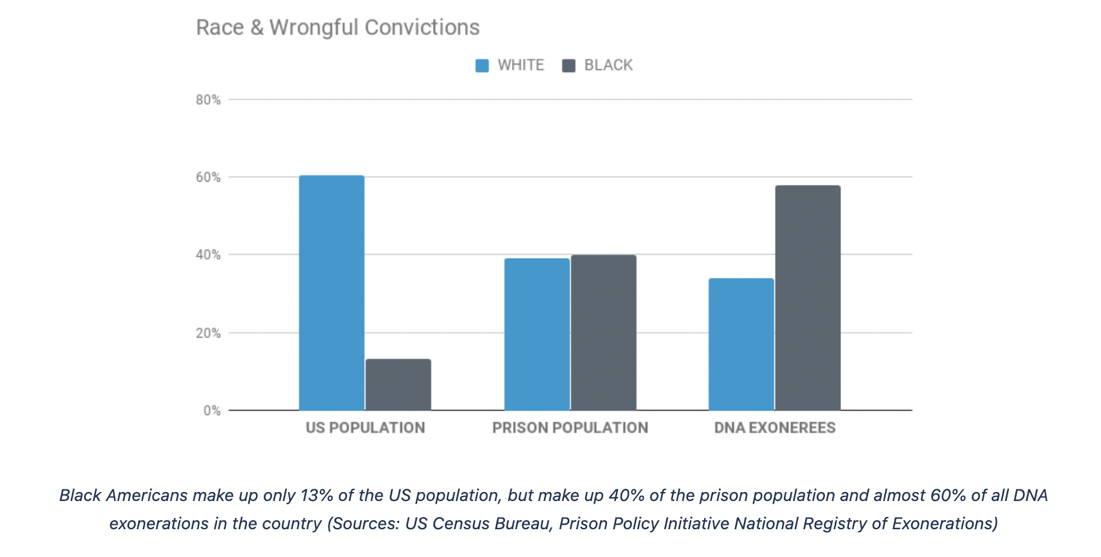 Race & Wrongful Convictions
WHITE BLACK
80%
60%
40%
20%
0%
US POPULATION PRISON POPULATION DNA EXONEREES
Black Americans make up only 13% of the US population, but make up 40% of the prison population and almost 60% of all DNA
exonerations in the country (Sources: US Census Bureau, Prison Policy Initiative National Registry of Exonerations)